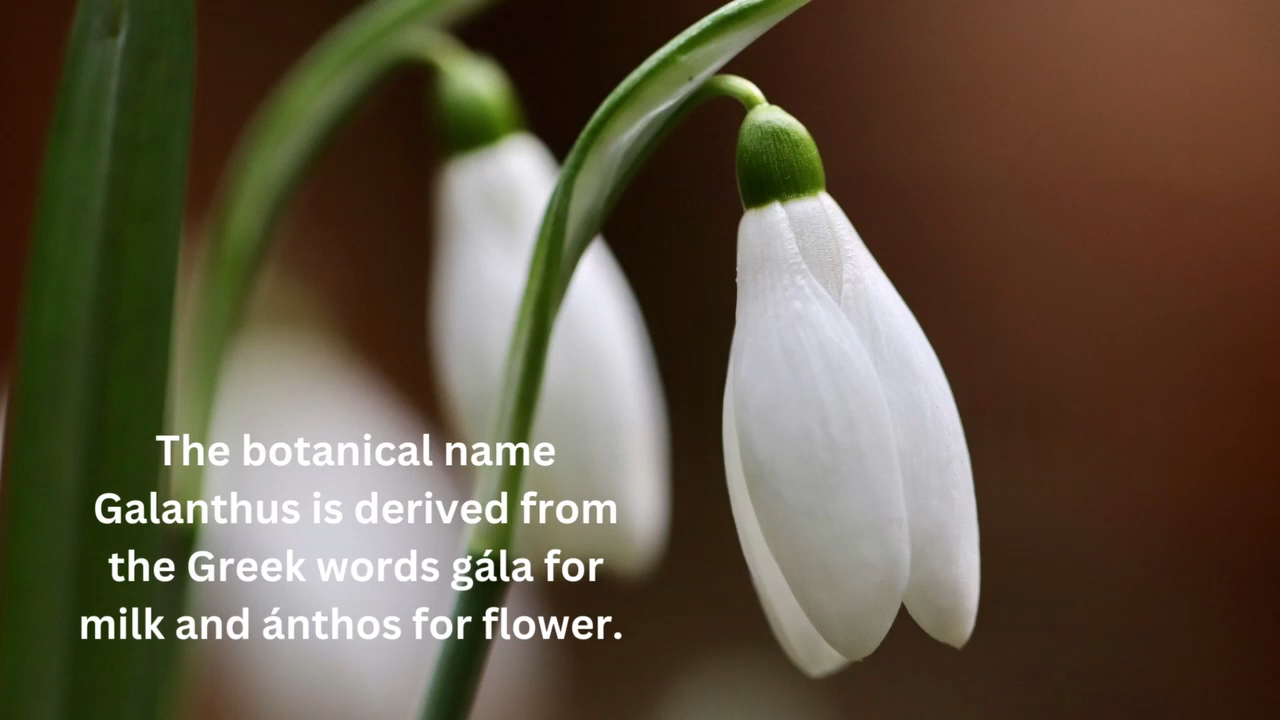 The botanical name
Galanthus is derived from
the Greek words gála for
milk and ánthos for flower.